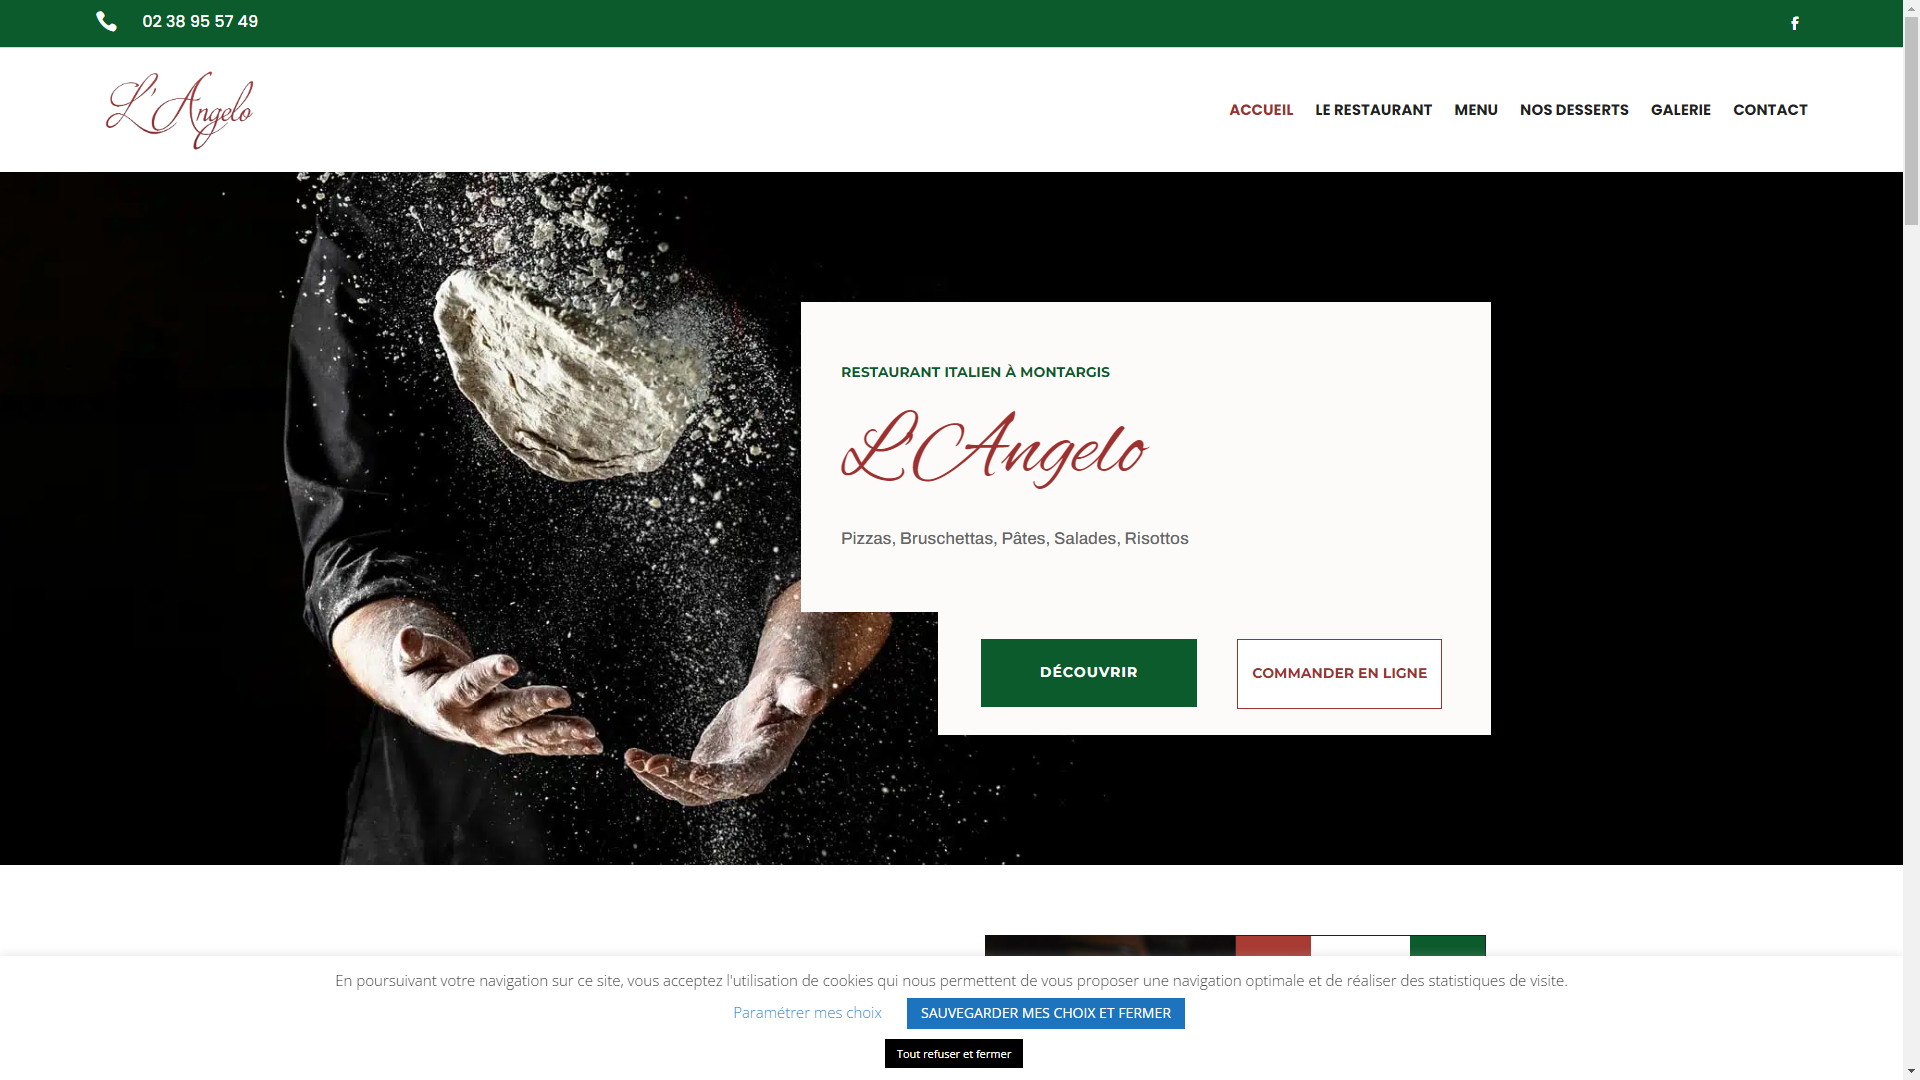 02 38 95 57 49
L'Angelo
ACCUEIL LE RESTAURANT MENU NOS DESSERTS GALERIE CONTACT
RESTAURANT ITALIEN À MONTARGIS
L'Angelo
Pizzas, Bruschettas, Pâtes, Salades, Risottos
DÉCOUVRIR COMMANDER EN LIGNE
En poursuivant votre navigation sur ce site, vous acceptez l'utilisation de cookies qui nous permettent de vous proposer une navigation optimale et de réaliser des statistiques de visite.
Paramétrer mes choix SAUVEGARDER MES CHOIX ET FERMER
Tout refuser et fermer